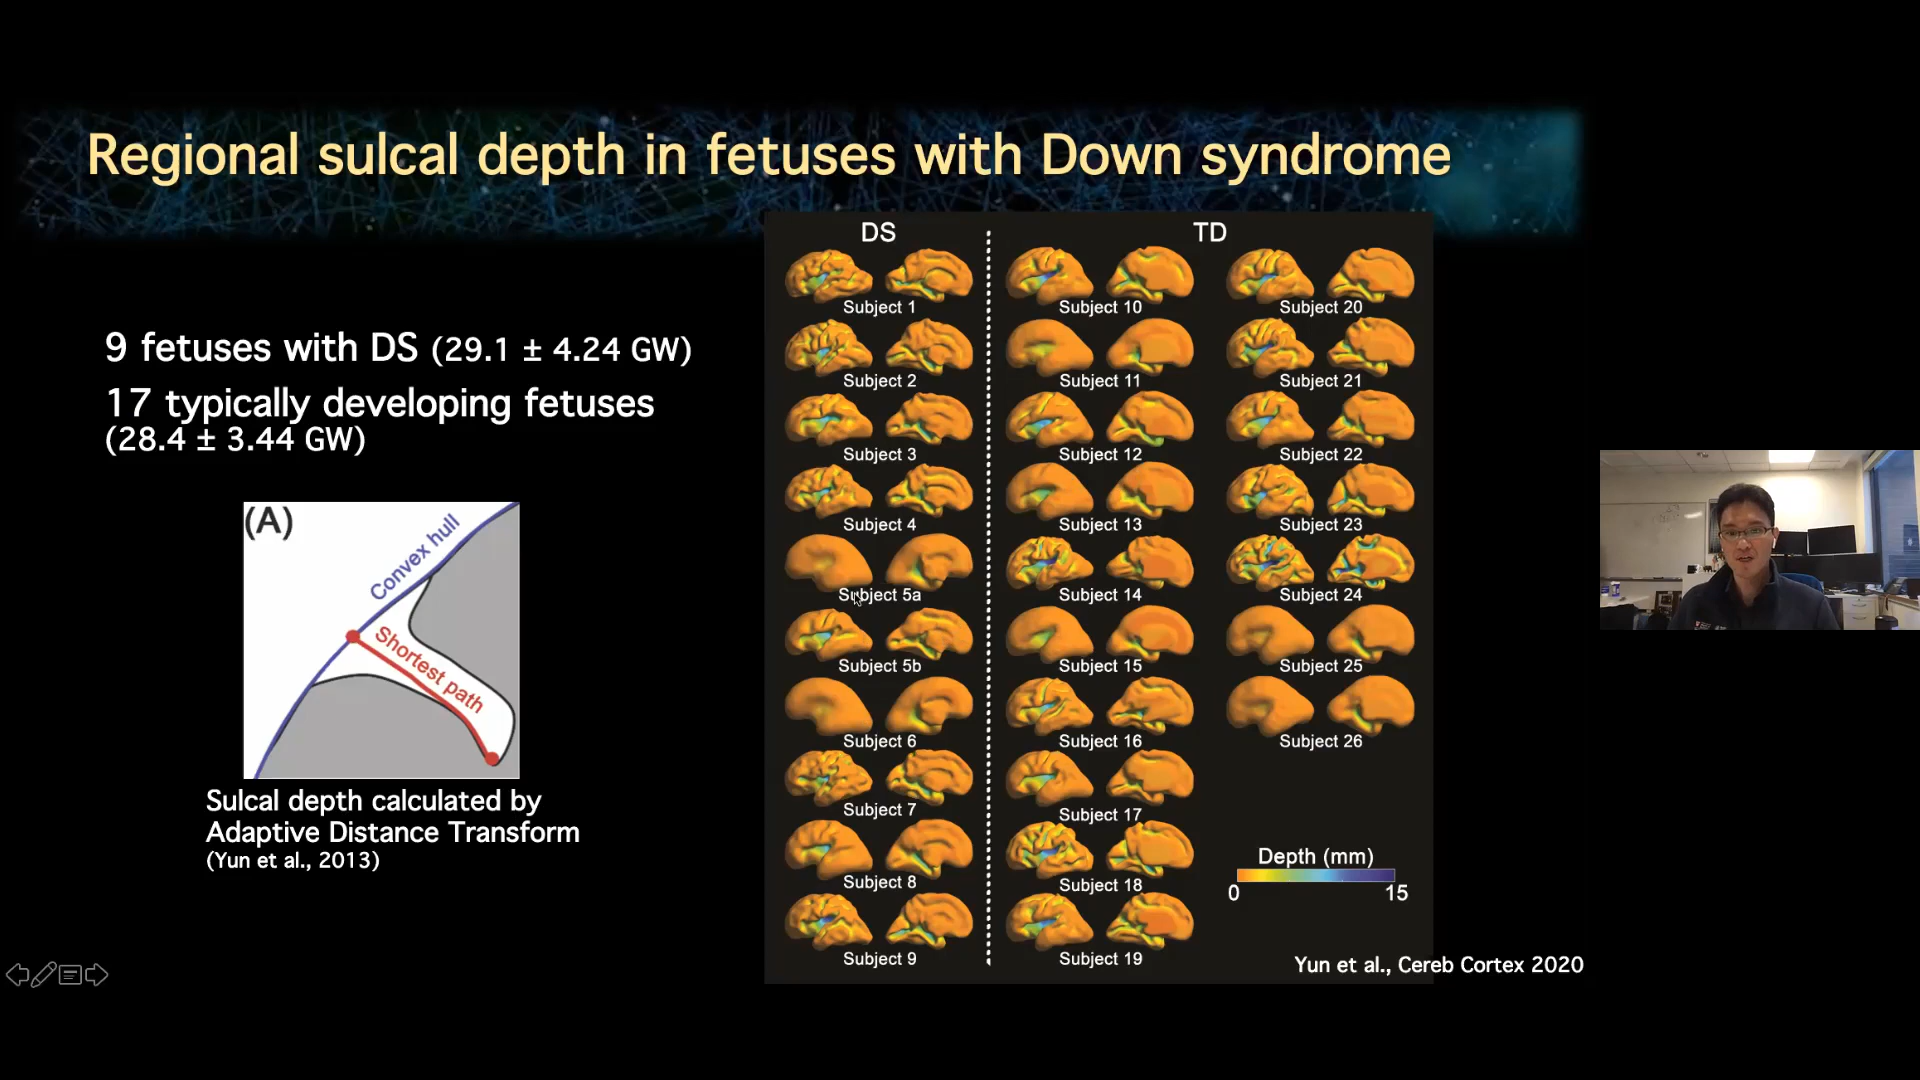 Regional sulcal depth in fetuses with Down syndrome
9 fetuses with DS (29.1 ± 4.24 GW)
17 typically developing fetuses
(28.4 ± 3.44 GW)
(A)
Convex hull
Shortest path
Sulcal depth calculated by
Adaptive Distance Transform
(Yun et al., 2013)
DS
TD
Subject 1
Subject 2
Subject 3
Subject 4
Subject 5a
Subject 5b
Subject 6
Subject 7
Subject 8
Subject 9
Subject 10
Subject 11
Subject 12
Subject 13
Subject 14
Subject 15
Subject 16
Subject 17
Subject 18
Subject 19
Subject 20
Subject 21
Subject 22
Subject 23
Subject 24
Subject 25
Subject 26
Depth (mm)
0 15
Yun et al., Cereb Cortex 2020